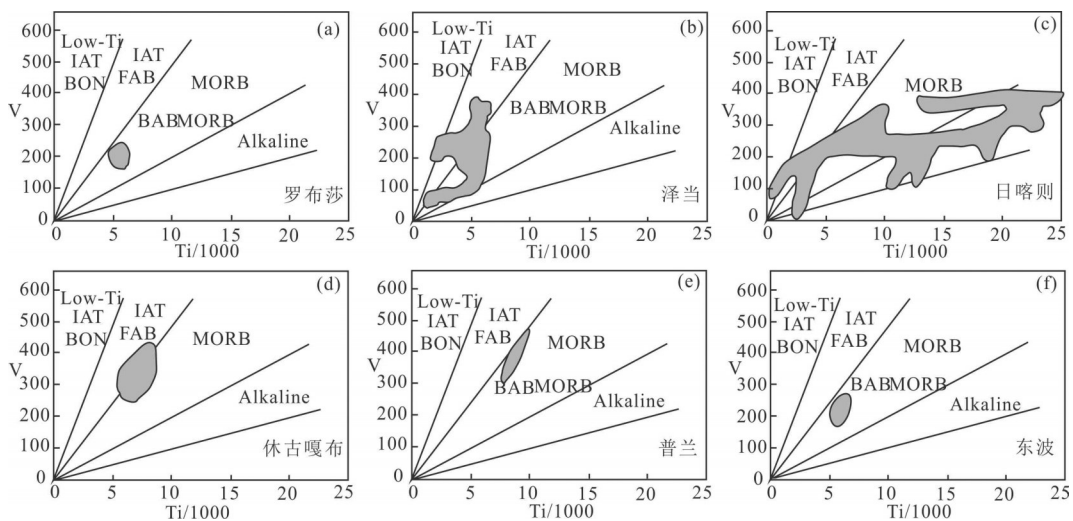 (a)
600
500
400
V
300
200
100
0
Low-Ti
IAT
BON
IAT
FAB
MORB
BABMORB
Alkaline
罗布莎
0 5 10 15 20 25
Ti/1000
(b)
600
500
400
V
300
200
100
0
Low-Ti
IAT
BON
IAT
FAB
MORB
BABMORB
Alkaline
泽当
0 5 10 15 20 25
Ti/1000
(c)
600
500
400
V
300
200
100
0
Low-Ti
IAT
BON
IAT
FAB
MORB
日喀则
0 5 10 15 20 25
Ti/1000
(d)
600
500
400
V
300
200
100
0
Low-Ti
IAT
BON
IAT
FAB
MORB
Alkaline
休古嘎布
0 5 10 15 20 25
Ti/1000
(e)
600
500
400
V
300
200
100
0
Low-Ti
IAT
BON
IAT
FAB
MORB
BABMORB
Alkaline
普兰
0 5 10 15 20 25
Ti/1000
(f)
600
500
400
V
300
200
100
0
Low-Ti
IAT
BON
IAT
FAB
MORB
BABMORB
Alkaline
东波
0 5 10 15 20 25
Ti/1000